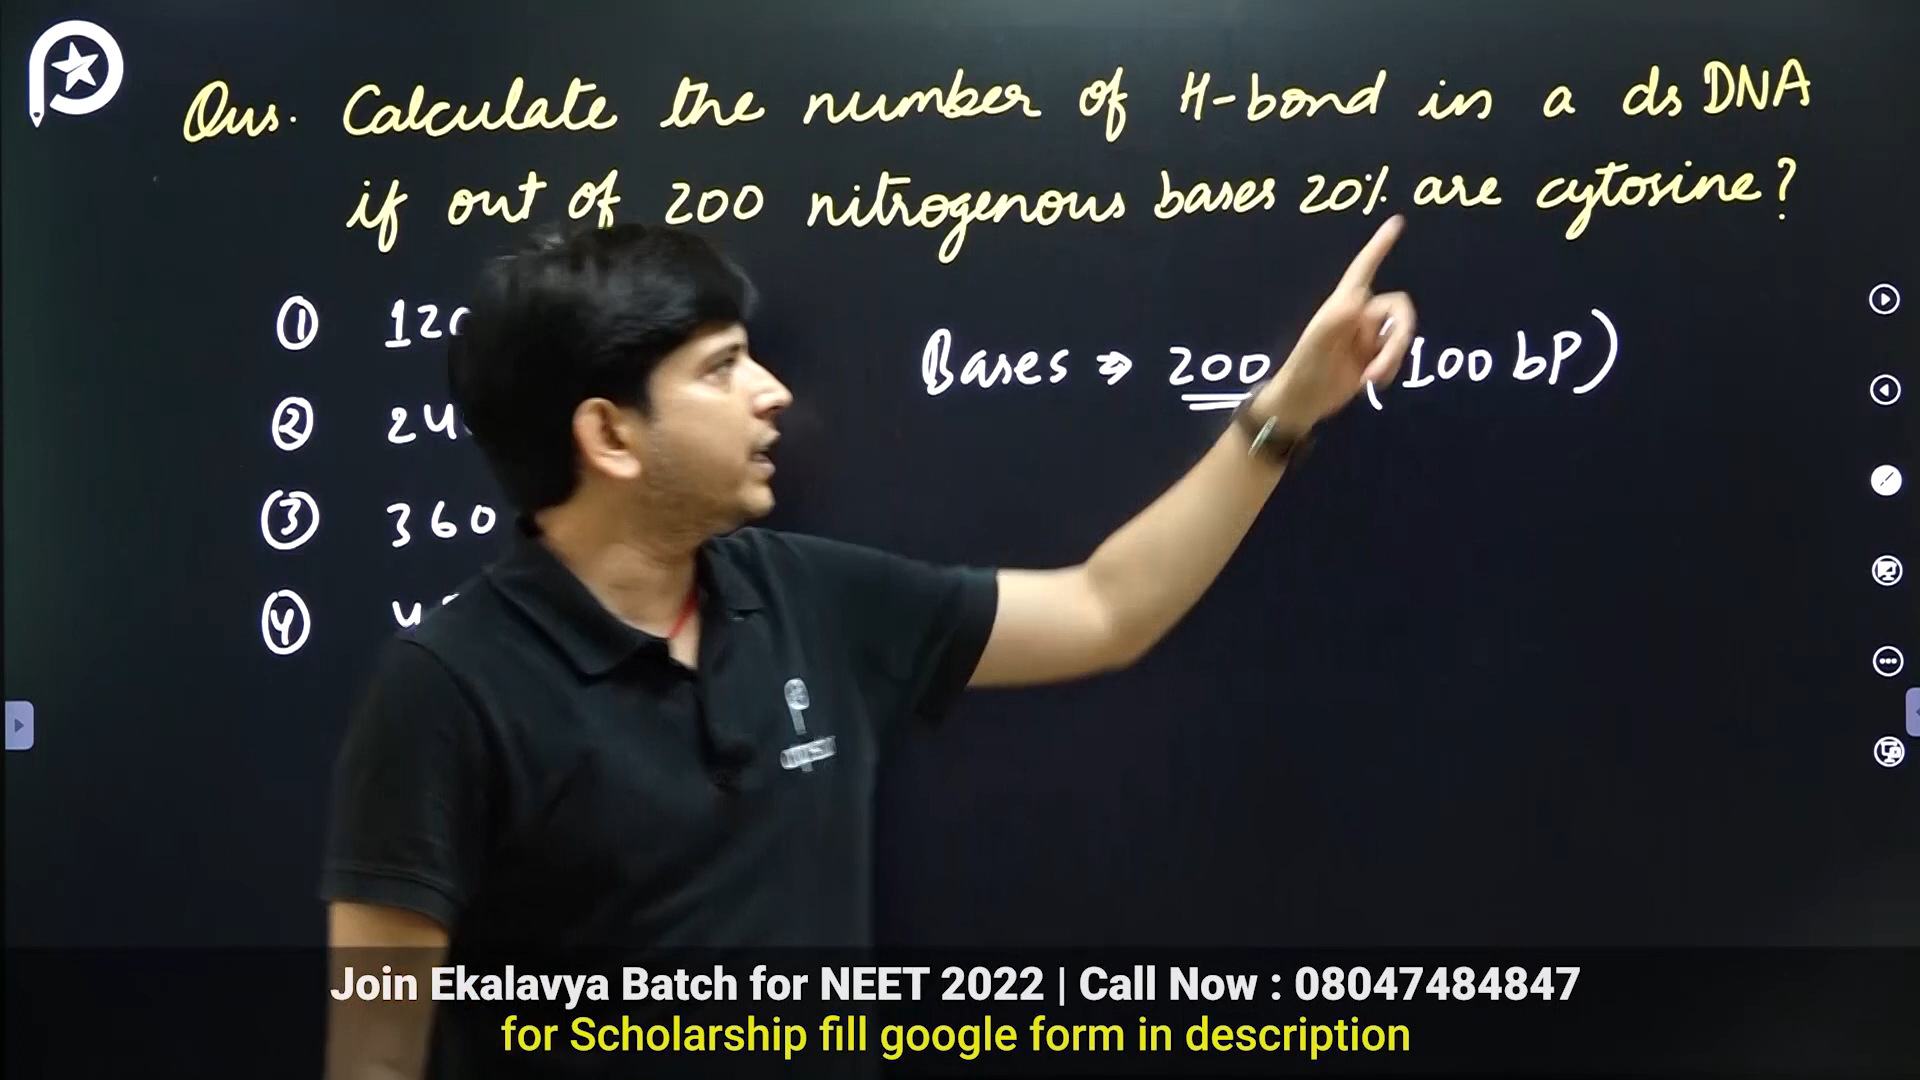 Qus. Calculate the number of H-bond in a ds DNA
if out of 200 nitrogenous bases 20% are cytosine?
① 
② 
③ 360
④ 
Bases ⇒ 200 (100 bP)
Join Ekalavya Batch for NEET 2022 | Call Now : 08047484847
for Scholarship fill google form in description